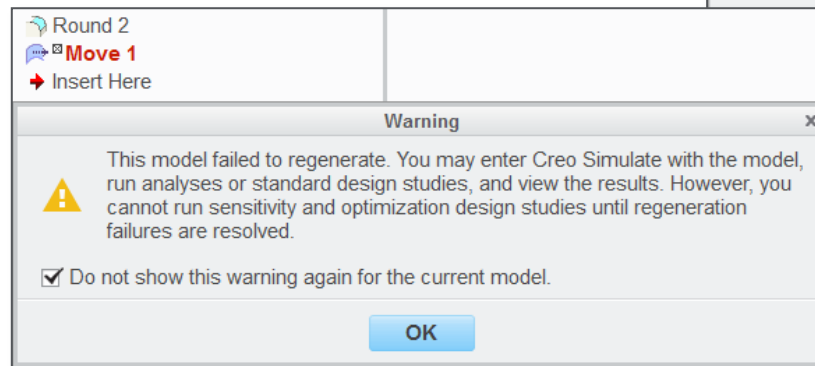 Round 2
Move 1
Insert Here
Warning
x
This model failed to regenerate. You may enter Creo Simulate with the model,
run analyses or standard design studies, and view the results. However, you
cannot run sensitivity and optimization design studies until regeneration
failures are resolved.
Do not show this warning again for the current model.
OK